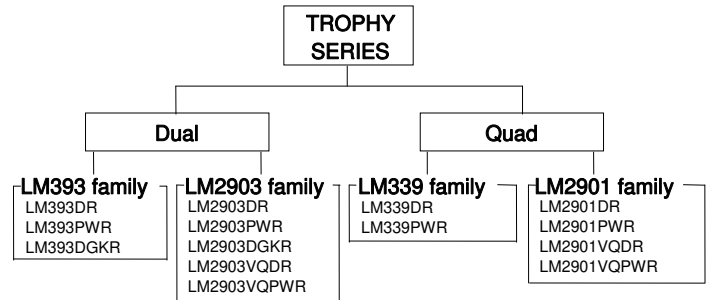 TROPHY
SERIES
Dual
Quad
LM393 family
LM393DR
LM393PWR
LM393DGKR
LM2903 family
LM2903DR
LM2903PWR
LM2903DGKR
LM2903VQDR
LM2903VQPWR
LM339 family
LM339DR
LM339PWR
LM2901 family
LM2901DR
LM2901PWR
LM2901VQDR
LM2901VQPWR